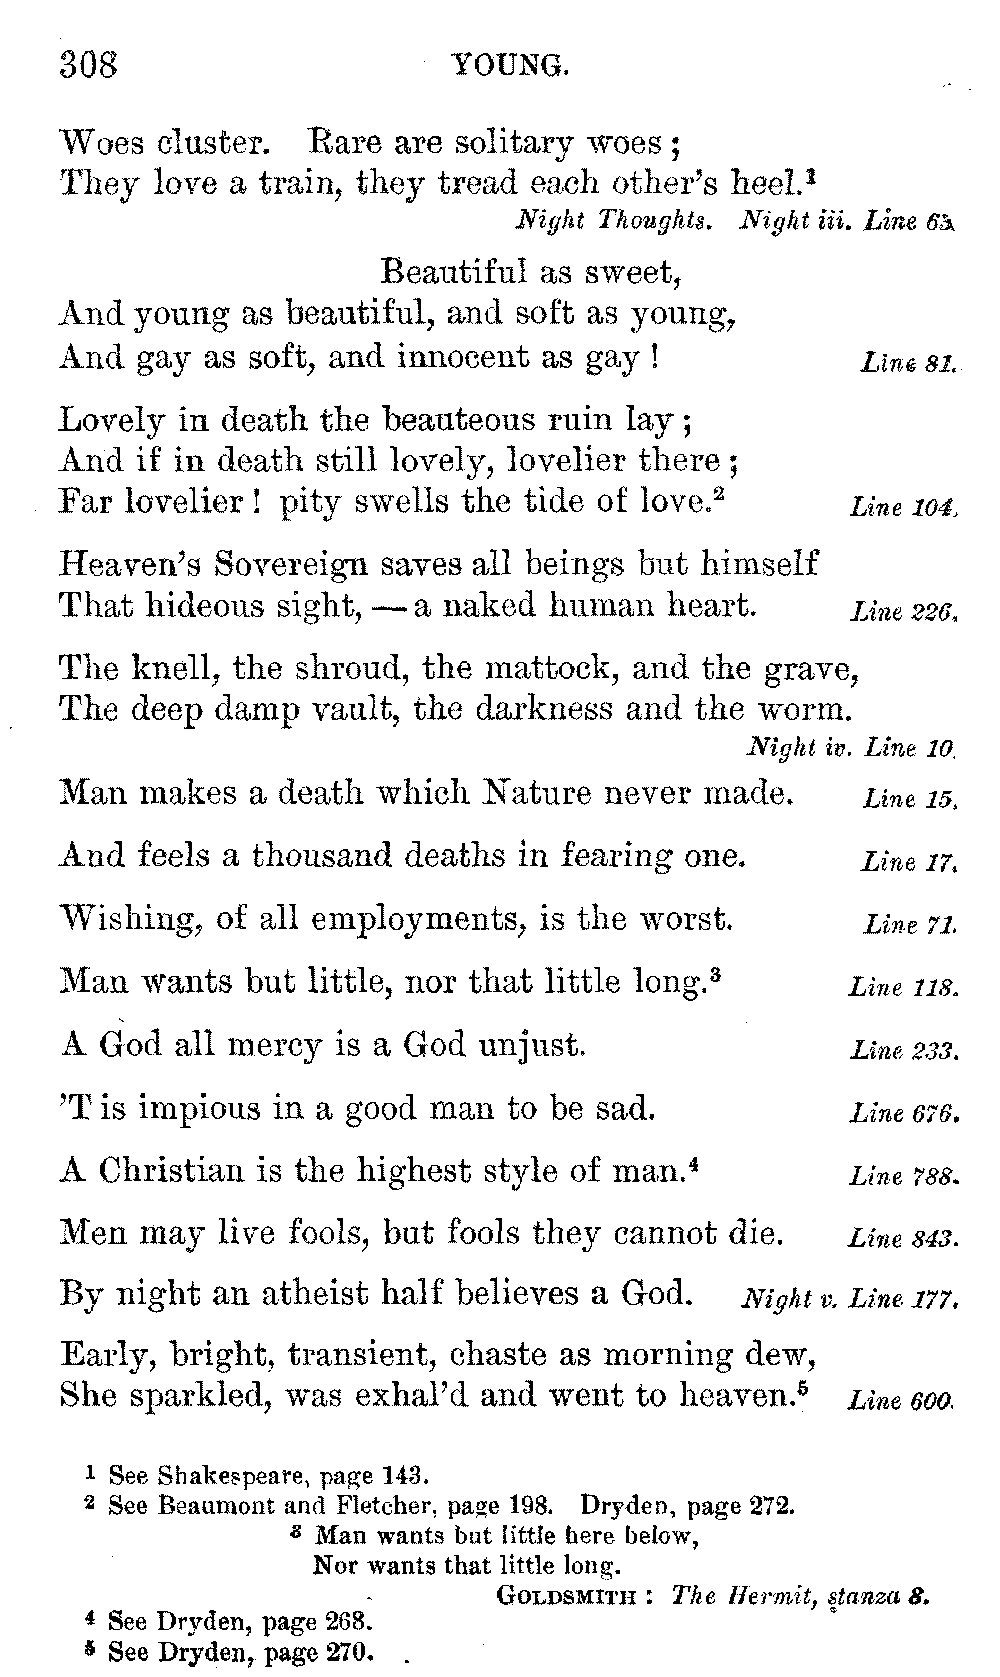 308 YOUNG.
Woes cluster. Rare are solitary woes;
They love a train, they tread each other's heel.¹
Night Thoughts. Night iii. Line
Beautiful as sweet,
And young as beautiful, and soft as young,
And gay as soft, and innocent as gay! Line 81.
Lovely in death the beauteous ruin lay;
And if in death still lovely, lovelier there;
Far lovelier! pity swells the tide of love.² Line 104.
Heaven's Sovereign saves all beings but himself
That hideous sight, — a naked human heart. Line 226.
The knell, the shroud, the mattock, and the grave,
The deep damp vault, the darkness and the worm.
Night iv. Line 10.
Man makes a death which Nature never made. Line 15.
And feels a thousand deaths in fearing one. Line 17.
Wishing, of all employments, is the worst. Line 71.
Man wants but little, nor that little long.³ Line 118.
A God all mercy is a God unjust. Line 233.
'T is impious in a good man to be sad. Line 676.
A Christian is the highest style of man.⁴ Line 788.
Men may live fools, but fools they cannot die. Line 843.
By night an atheist half believes a God. Night v. Line 177.
Early, bright, transient, chaste as morning dew,
She sparkled, was exhal'd and went to heaven.⁵ Line 600.
¹ See Shakespeare, page 143.
² See Beaumont and Fletcher, page 198. Dryden, page 272.
³ Man wants but little here below,
Nor wants that little long.
GOLDSMITH: The Hermit, stanza 8.
⁴ See Dryden, page 268.
⁵ See Dryden, page 270.